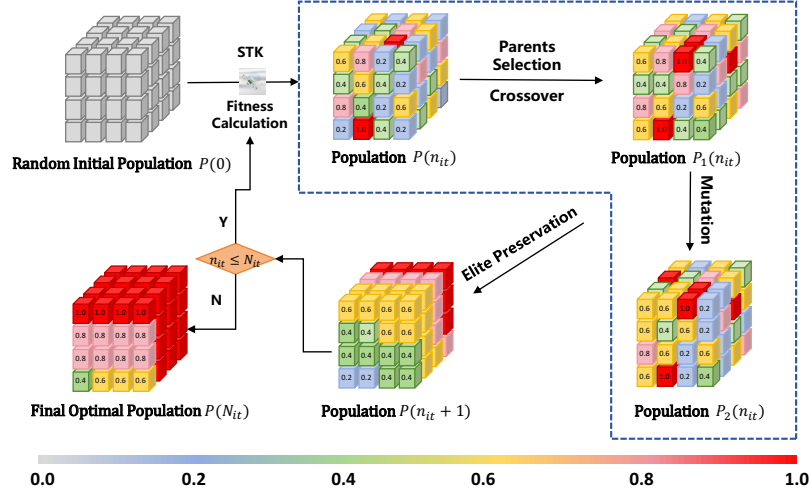 STK
Fitness
Calculation
Random Initial Population P(0)
0.6 0.8 0.2 0.4
0.4 0.6 0.2 0.2
0.8 0.4 0.6 0.6
0.2 1.0 0.4 0.2
Population P(n_it)
Parents
Selection
Crossover
0.6 0.8 1.0 0.4
0.4 0.4 0.8 0.2
0.8 0.2 0.6 0.2
0.6 1.0 0.4 0.4
Population P₁(n_it)
Mutation
0.6 0.6 1.0 0.2
0.6 0.4 0.6 0.2
0.8 0.6 0.2 0.6
0.6 1.0 0.2 0.4
Population P₂(n_it)
Elite Preservation
0.6 0.6 0.6 0.6
0.4 0.4 0.6 0.6
0.4 0.4 0.4 0.4
0.2 0.2 0.4 0.4
Population P(n_it + 1)
Y
n_it ≤ N_it
N
1.0 1.0 1.0 1.0
0.8 0.8 0.8 0.8
0.8 0.8 0.8 0.8
0.4 0.6 0.6 0.6
Final Optimal Population P(N_it)
0.0 0.2 0.4 0.6 0.8 1.0